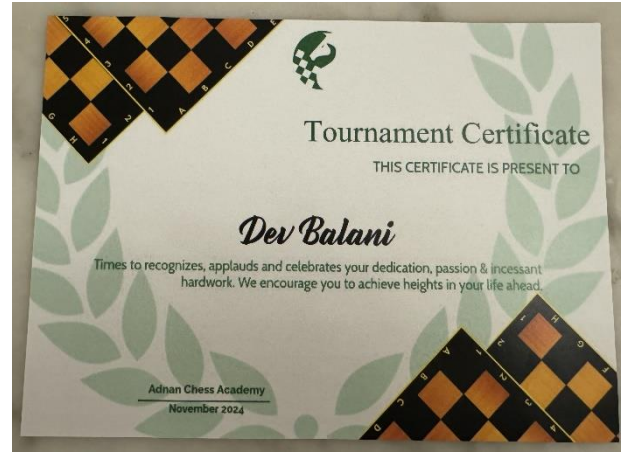 Tournament Certificate
THIS CERTIFICATE IS PRESENT TO
Dev Balani
Times to recognizes, applauds and celebrates your dedication, passion & incessant
hardwork. We encourage you to achieve heights in your life ahead.
Adnan Chess Academy
November 2024